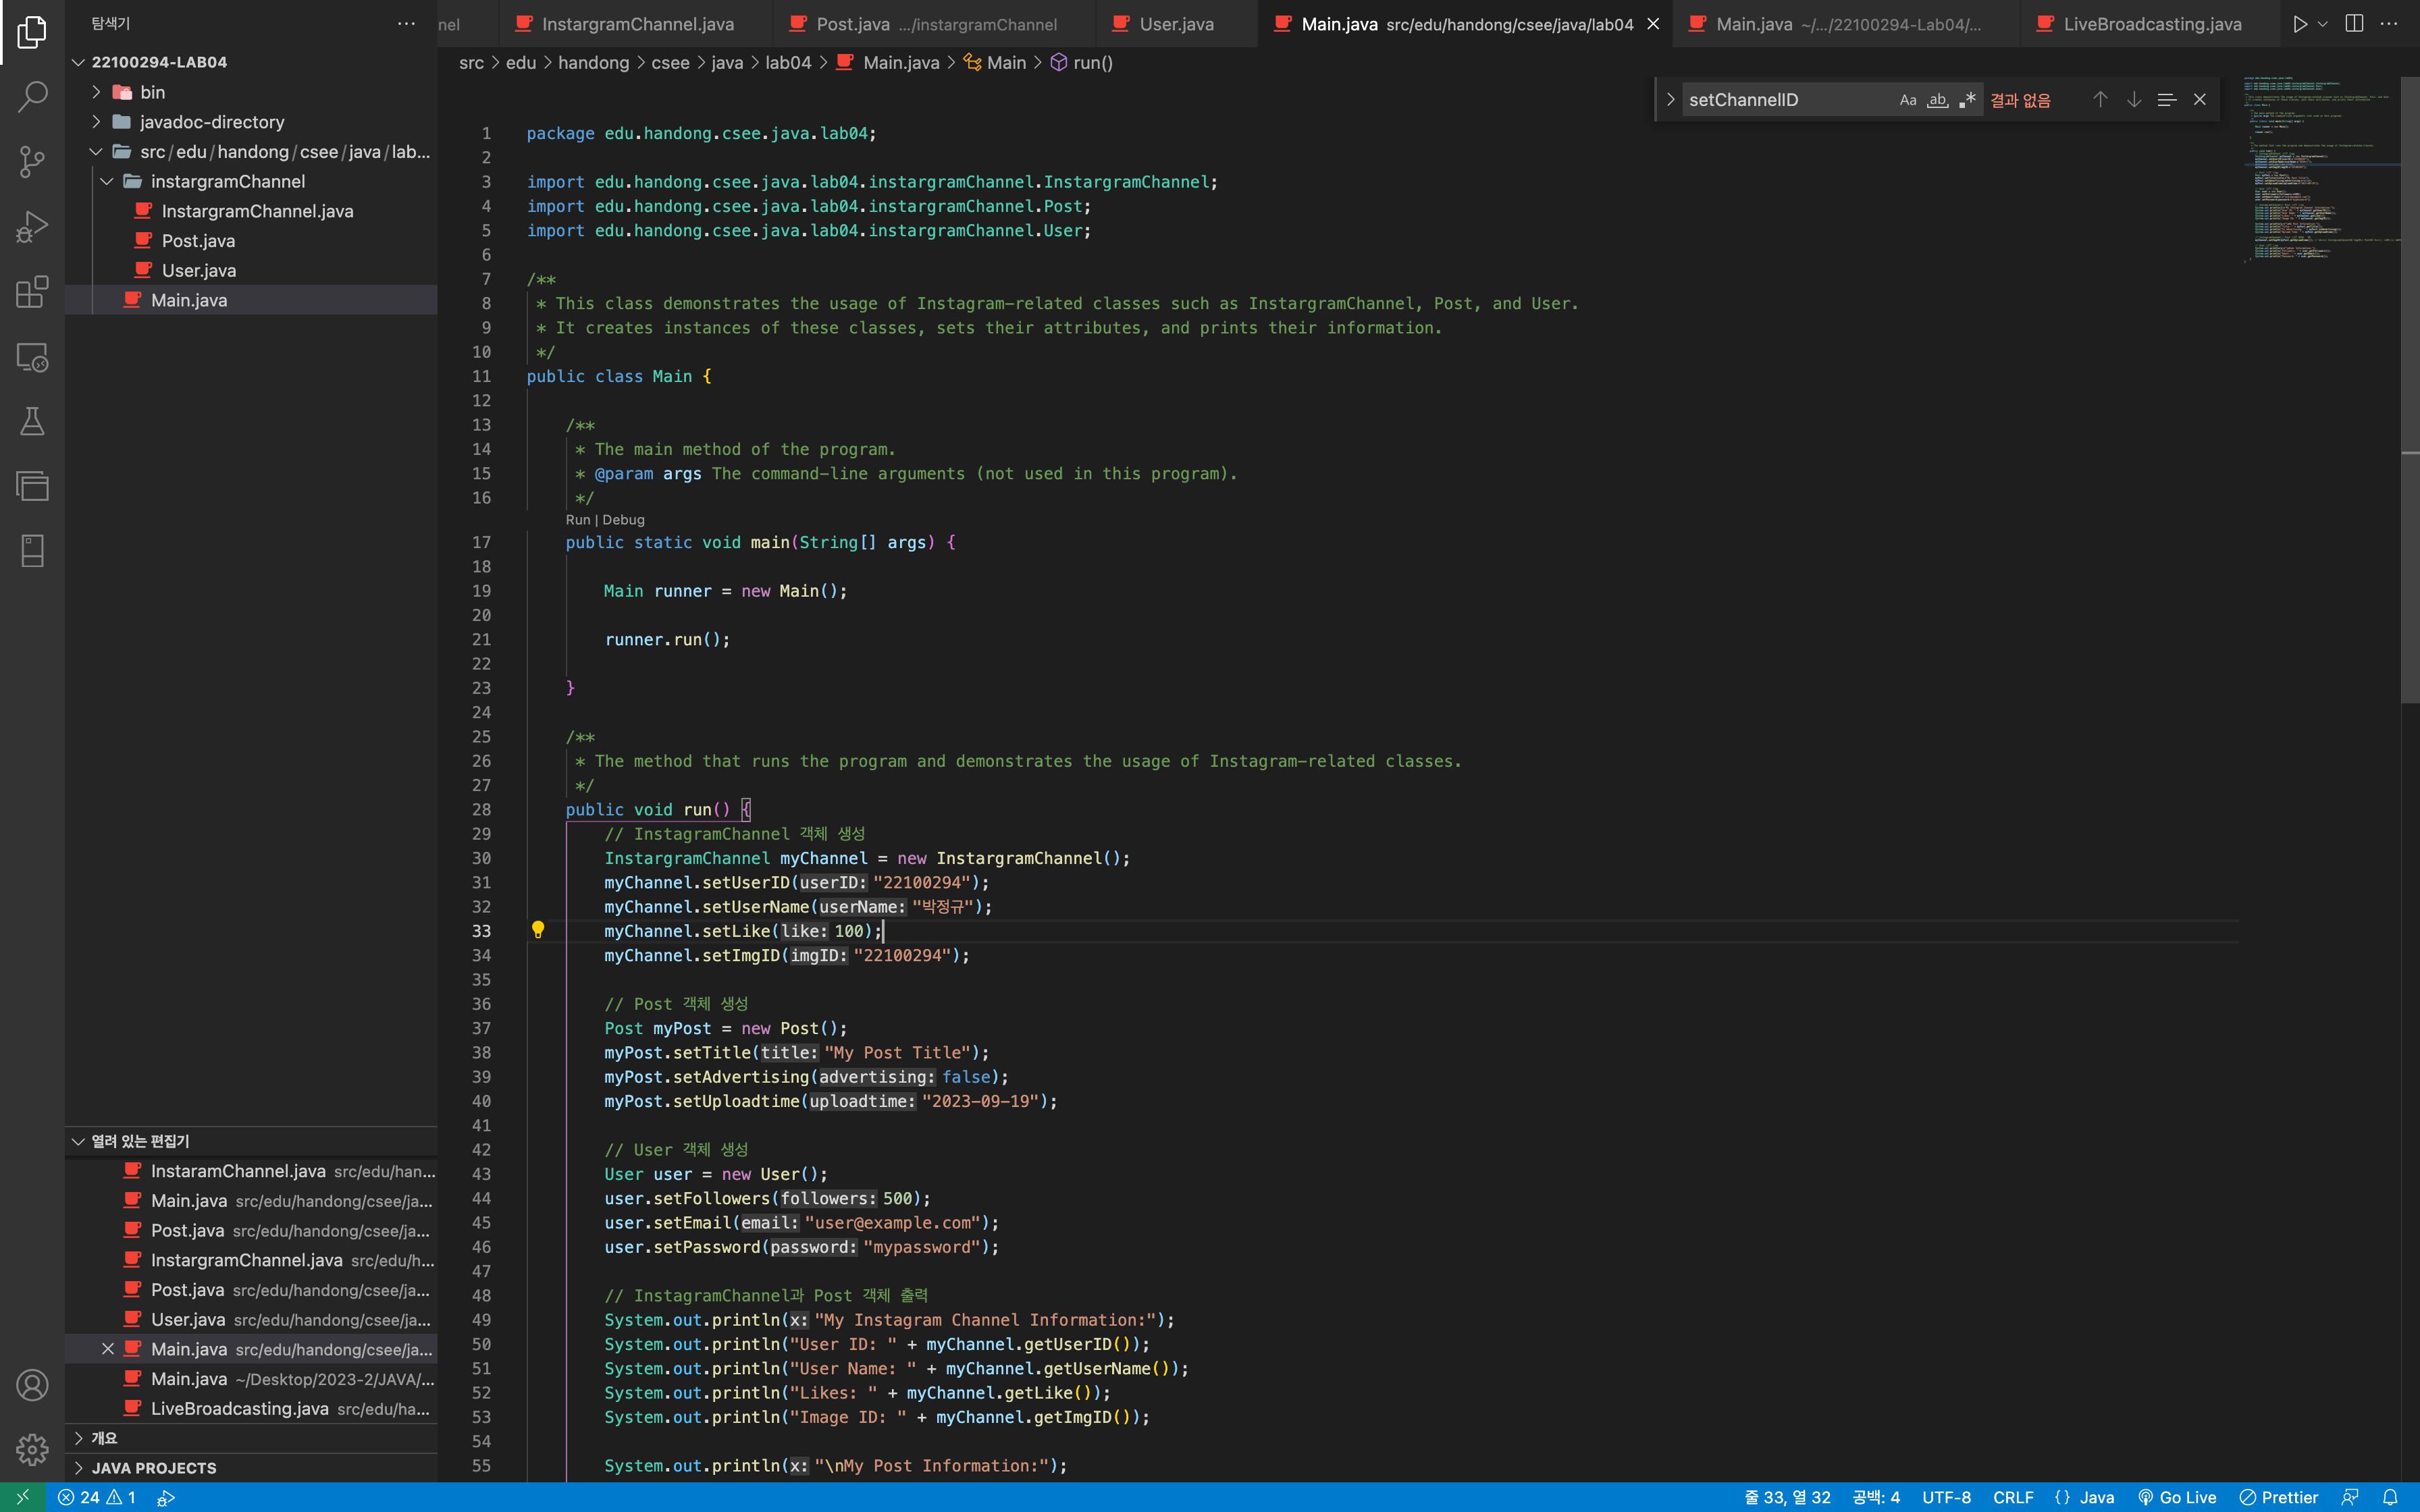 탐색기
22100294-LAB04
bin
javadoc-directory
src/edu/handong/csee/java/lab...
instargramChannel
InstargramChannel.java
Post.java
User.java
Main.java
열려 있는 편집기
InstaramChannel.java src/edu/han...
Main.java src/edu/handong/csee/ja...
Post.java src/edu/handong/csee/ja...
InstargramChannel.java src/edu/h...
Post.java src/edu/handong/csee/ja...
User.java src/edu/handong/csee/ja...
Main.java src/edu/handong/csee/ja...
Main.java ~/Desktop/2023-2/JAVA/...
LiveBroadcasting.java src/edu/ha...
개요
JAVA PROJECTS
nel InstargramChannel.java Post.java .../instargramChannel User.java Main.java src/edu/handong/csee/java/lab04 Main.java ~/.../22100294-Lab04/... LiveBroadcasting.java
src > edu > handong > csee > java > lab04 > Main.java > Main > run()
setChannelID Aa ab .* 결과 없음
1 package edu.handong.csee.java.lab04;
2
3 import edu.handong.csee.java.lab04.instargramChannel.InstargramChannel;
4 import edu.handong.csee.java.lab04.instargramChannel.Post;
5 import edu.handong.csee.java.lab04.instargramChannel.User;
6
7 /**
8 * This class demonstrates the usage of Instagram-related classes such as InstargramChannel, Post, and User.
9 * It creates instances of these classes, sets their attributes, and prints their information.
10 */
11 public class Main {
12
13 /**
14 * The main method of the program.
15 * @param args The command-line arguments (not used in this program).
16 */
Run | Debug
17 public static void main(String[] args) {
18
19 Main runner = new Main();
20
21 runner.run();
22
23 }
24
25 /**
26 * The method that runs the program and demonstrates the usage of Instagram-related classes.
27 */
28 public void run() {
29 // InstagramChannel 객체 생성
30 InstargramChannel myChannel = new InstargramChannel();
31 myChannel.setUserID(userID: "22100294");
32 myChannel.setUserName(userName: "박정규");
33 myChannel.setLike(like: 100);
34 myChannel.setImgID(imgID: "22100294");
35
36 // Post 객체 생성
37 Post myPost = new Post();
38 myPost.setTitle(title: "My Post Title");
39 myPost.setAdvertising(advertising: false);
40 myPost.setUploadtime(uploadtime: "2023-09-19");
41
42 // User 객체 생성
43 User user = new User();
44 user.setFollowers(followers: 500);
45 user.setEmail(email: "user@example.com");
46 user.setPassword(password: "mypassword");
47
48 // InstagramChannel과 Post 객체 출력
49 System.out.println(x: "My Instagram Channel Information:");
50 System.out.println("User ID: " + myChannel.getUserID());
51 System.out.println("User Name: " + myChannel.getUserName());
52 System.out.println("Likes: " + myChannel.getLike());
53 System.out.println("Image ID: " + myChannel.getImgID());
54
55 System.out.println(x: "\nMy Post Information:");
24 1 줄 33, 열 32 공백: 4 UTF-8 CRLF {} Java Go Live Prettier